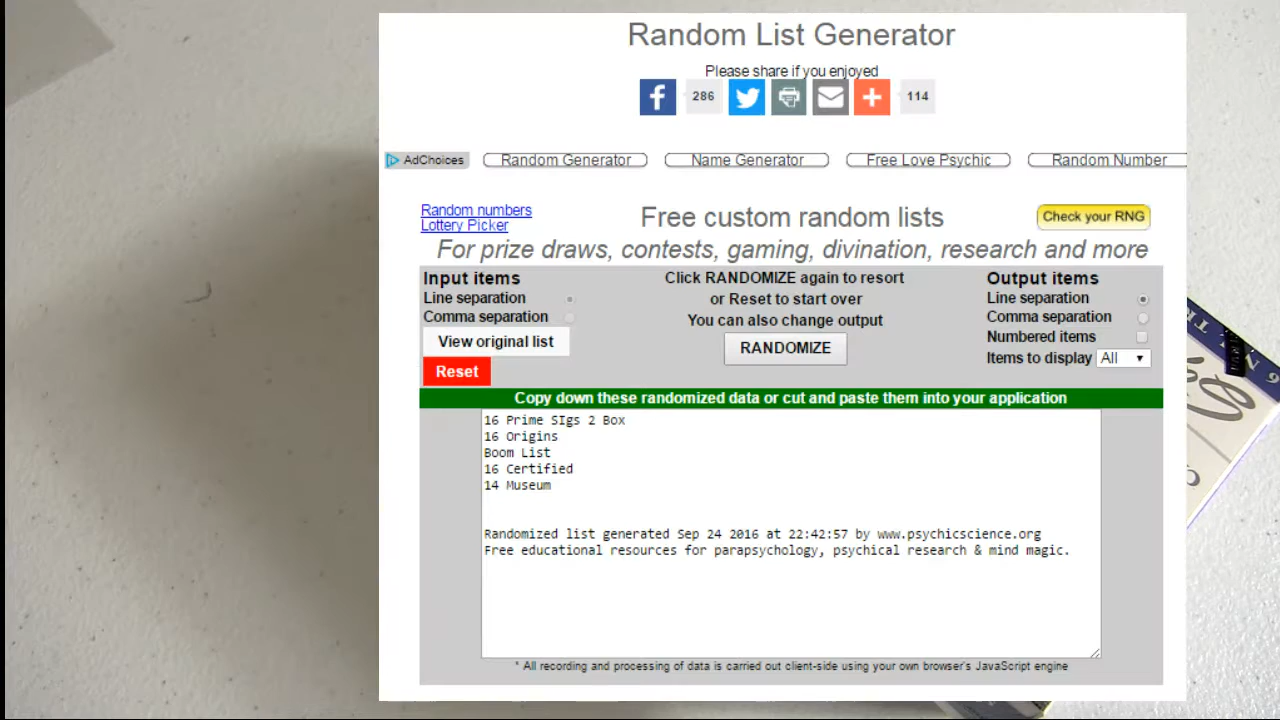 Random List Generator
Please share if you enjoyed
286
114
AdChoices
Random Generator
Name Generator
Free Love Psychic
Random Number
Random numbers
Lottery Picker
Free custom random lists
Check your RNG
For prize draws, contests, gaming, divination, research and more
Input items
Line separation
Comma separation
View original list
Reset
Click RANDOMIZE again to resort
or Reset to start over
You can also change output
RANDOMIZE
Output items
Line separation
Comma separation
Numbered items
Items to display All
Copy down these randomized data or cut and paste them into your application
16 Prime SIgs 2 Box
16 Origins
Boom List
16 Certified
14 Museum
Randomized list generated Sep 24 2016 at 22:42:57 by www.psychicscience.org
Free educational resources for parapsychology, psychical research & mind magic.
* All recording and processing of data is carried out client-side using your own browser's JavaScript engine